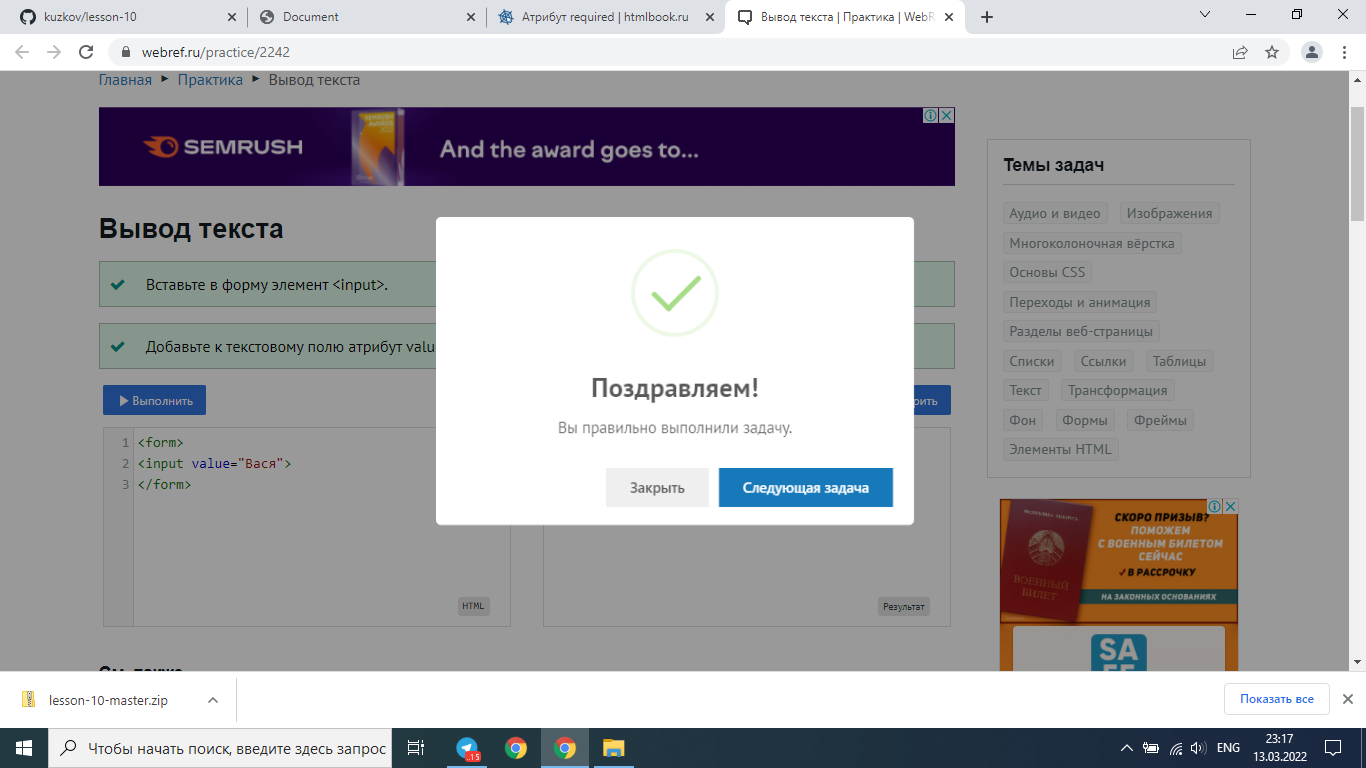 kuzkov/lesson-10
Document
Атрибут required | htmlbook.ru
Вывод текста | Практика | WebR
webref.ru/practice/2242
Главная ► Практика ► Вывод текста
SEMRUSH
And the award goes to...
Вывод текста
Вставьте в форму элемент <input>.
Добавьте к текстовому полю атрибут valu
Выполнить
рить
1 <form>
2 <input value="Вася">
3 </form>
HTML
Результат
Поздравляем!
Вы правильно выполнили задачу.
Закрыть
Следующая задача
Темы задач
Аудио и видео
Изображения
Многоколоночная вёрстка
Основы CSS
Переходы и анимация
Разделы веб-страницы
Списки
Ссылки
Таблицы
Текст
Трансформация
Фон
Формы
Фреймы
Элементы HTML
СКОРО ПРИЗЫВ?
ПОМОЖЕМ
С ВОЕННЫМ БИЛЕТОМ
СЕЙЧАС
В РАССРОЧКУ
НА ЗАКОННЫХ ОСНОВАНИЯХ
ВОЕННЫЙ
БИЛЕТ
SA
См. также
lesson-10-master.zip
Показать все
Чтобы начать поиск, введите здесь запрос
15
ENG
23:17
13.03.2022